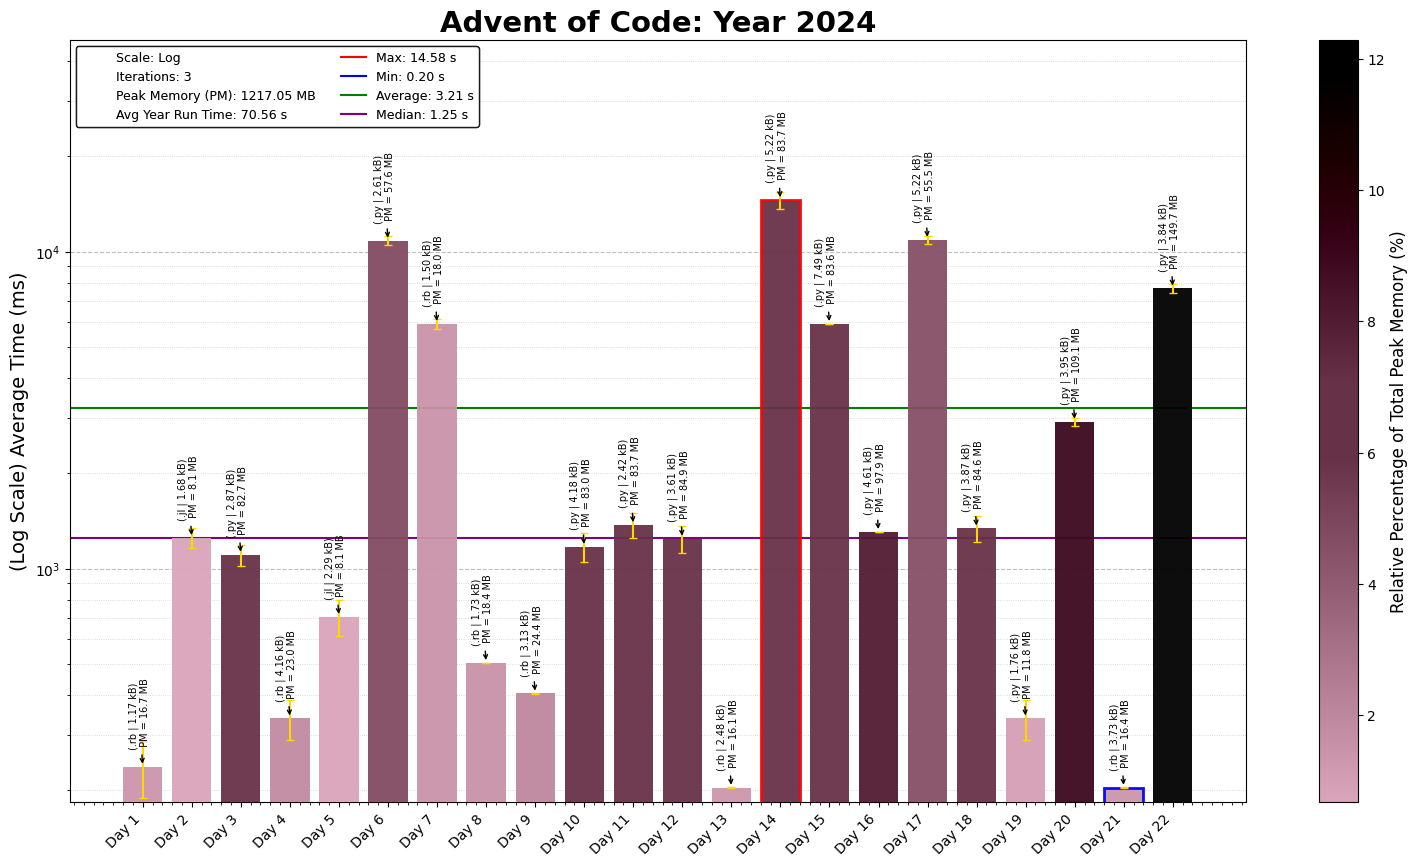 Advent of Code: Year 2024
Scale: Log
Iterations: 3
Peak Memory (PM): 1217.05 MB
Avg Year Run Time: 70.56 s
Max: 14.58 s
Min: 0.20 s
Average: 3.21 s
Median: 1.25 s
(Log Scale) Average Time (ms)
10⁴
10³
(.rb | 1.17 kB)
PM = 16.7 MB
(.jl | 1.68 kB)
PM = 8.1 MB
(.py | 2.87 kB)
PM = 82.7 MB
(.rb | 4.16 kB)
PM = 23.0 MB
(.jl | 2.29 kB)
PM = 8.1 MB
(.py | 2.61 kB)
PM = 57.6 MB
(.rb | 1.50 kB)
PM = 18.0 MB
(.rb | 1.73 kB)
PM = 18.4 MB
(.rb | 3.13 kB)
PM = 24.4 MB
(.py | 4.18 kB)
PM = 83.0 MB
(.py | 2.42 kB)
PM = 83.7 MB
(.py | 3.61 kB)
PM = 84.9 MB
(.rb | 2.48 kB)
PM = 16.1 MB
(.py | 5.22 kB)
PM = 83.7 MB
(.py | 7.49 kB)
PM = 83.6 MB
(.py | 4.61 kB)
PM = 97.9 MB
(.py | 5.22 kB)
PM = 55.5 MB
(.py | 3.87 kB)
PM = 84.6 MB
(.py | 1.76 kB)
PM = 11.8 MB
(.py | 3.95 kB)
PM = 109.1 MB
(.rb | 3.73 kB)
PM = 16.4 MB
(.py | 3.84 kB)
PM = 149.7 MB
Day 1
Day 2
Day 3
Day 4
Day 5
Day 6
Day 7
Day 8
Day 9
Day 10
Day 11
Day 12
Day 13
Day 14
Day 15
Day 16
Day 17
Day 18
Day 19
Day 20
Day 21
Day 22
12
10
8
6
4
2
Relative Percentage of Total Peak Memory (%)